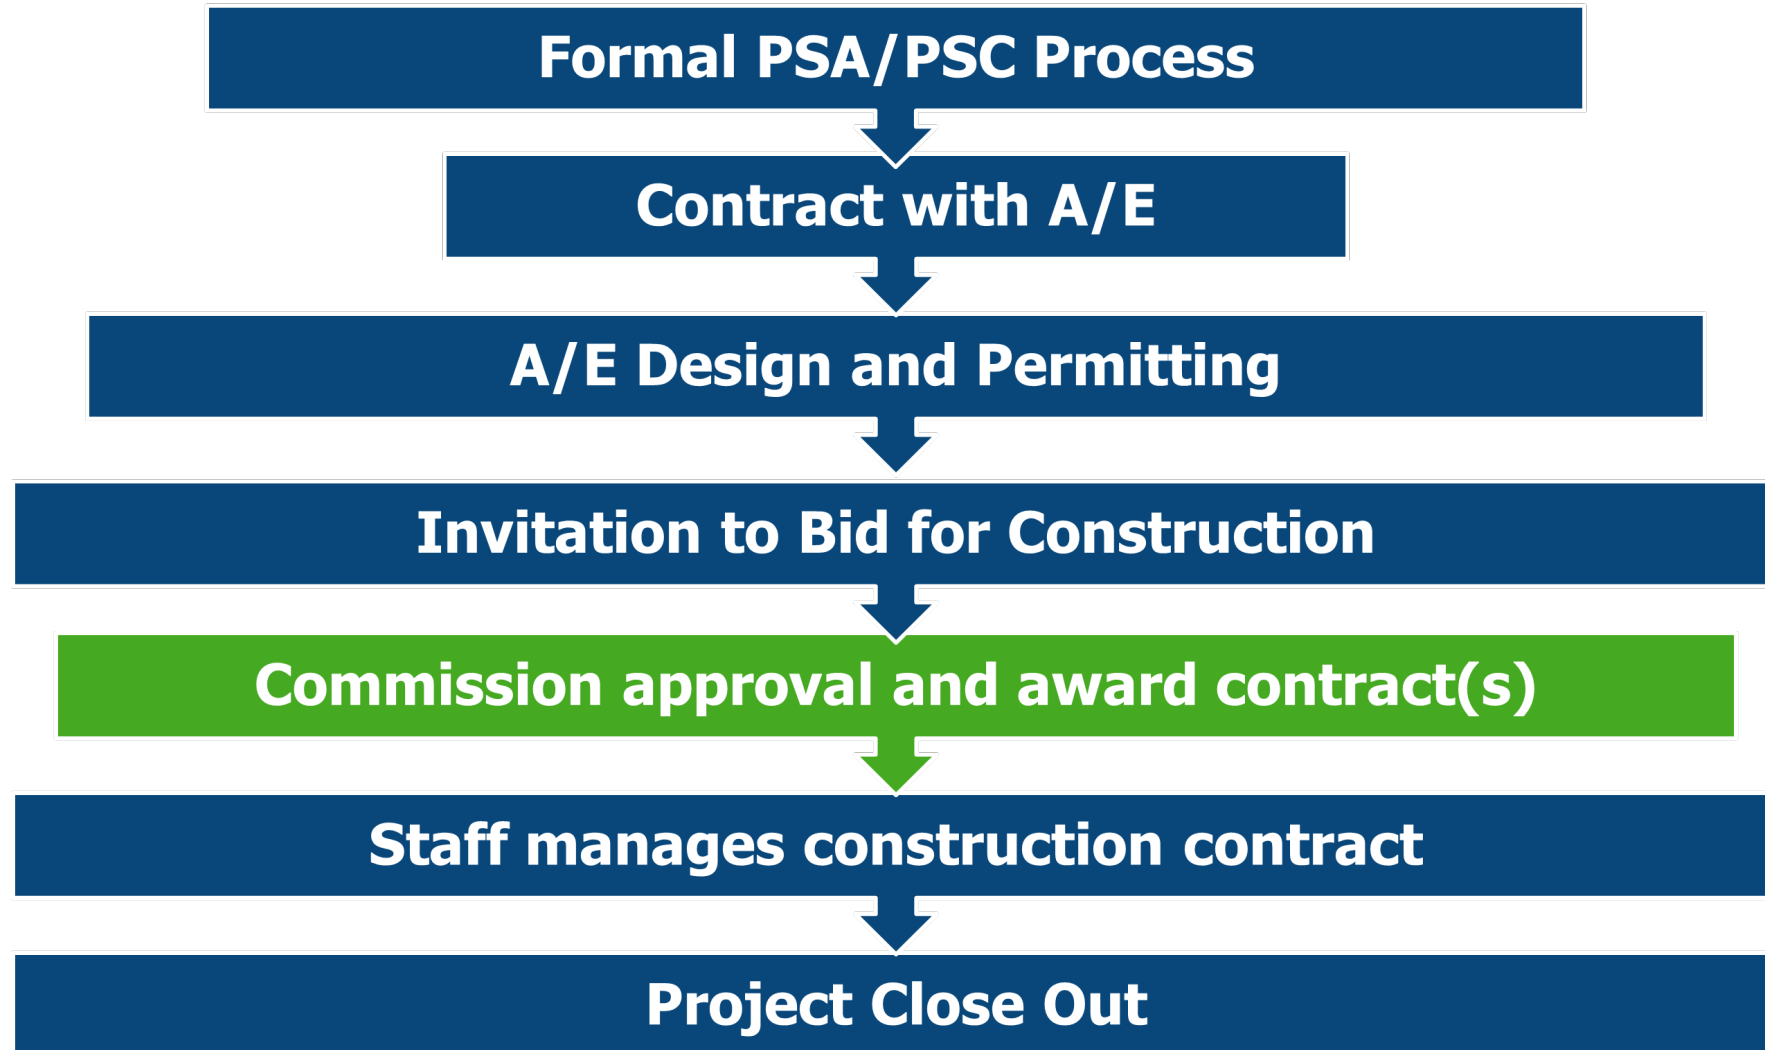 Formal PSA/PSC Process
Contract with A/E
A/E Design and Permitting
Invitation to Bid for Construction
Commission approval and award contract(s)
Staff manages construction contract
Project Close Out